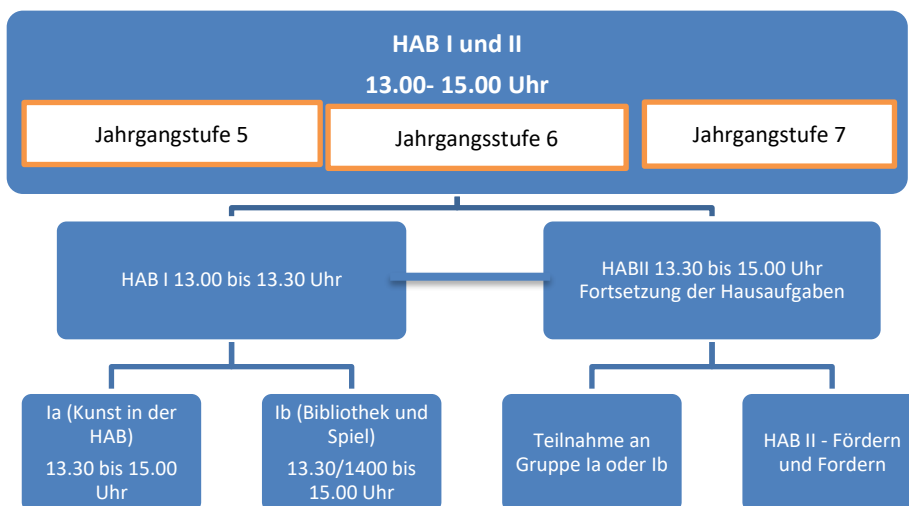 HAB I und II
13.00- 15.00 Uhr
Jahrgangstufe 5
Jahrgangsstufe 6
Jahrgangstufe 7
HAB I 13.00 bis 13.30 Uhr
HABII 13.30 bis 15.00 Uhr
Fortsetzung der Hausaufgaben
Ia (Kunst in der
HAB)
13.30 bis 15.00
Uhr
Ib (Bibliothek und
Spiel)
13.30/1400 bis
15.00 Uhr
Teilnahme an
Gruppe Ia oder Ib
HAB II - Fördern
und Fordern